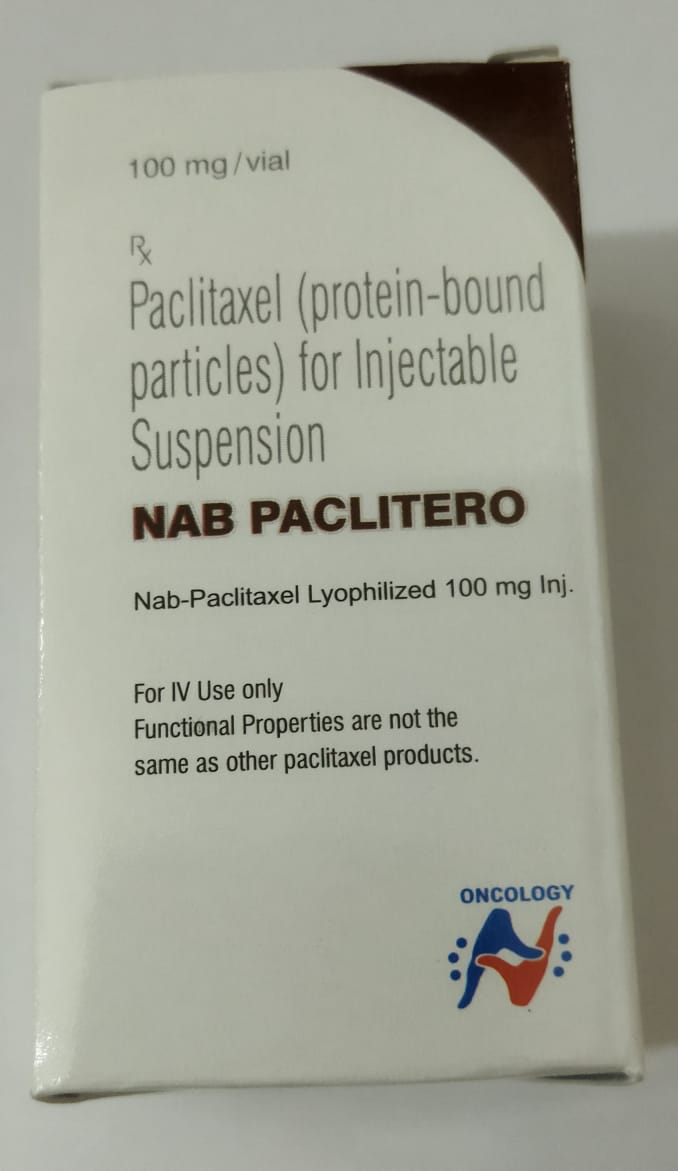 100 mg/vial
Rx
Paclitaxel (protein-bound
particles) for Injectable
Suspension
NAB PACLITERO
Nab-Paclitaxel Lyophilized 100 mg Inj.
For IV Use only
Functional Properties are not the
same as other paclitaxel products.
ONCOLOGY